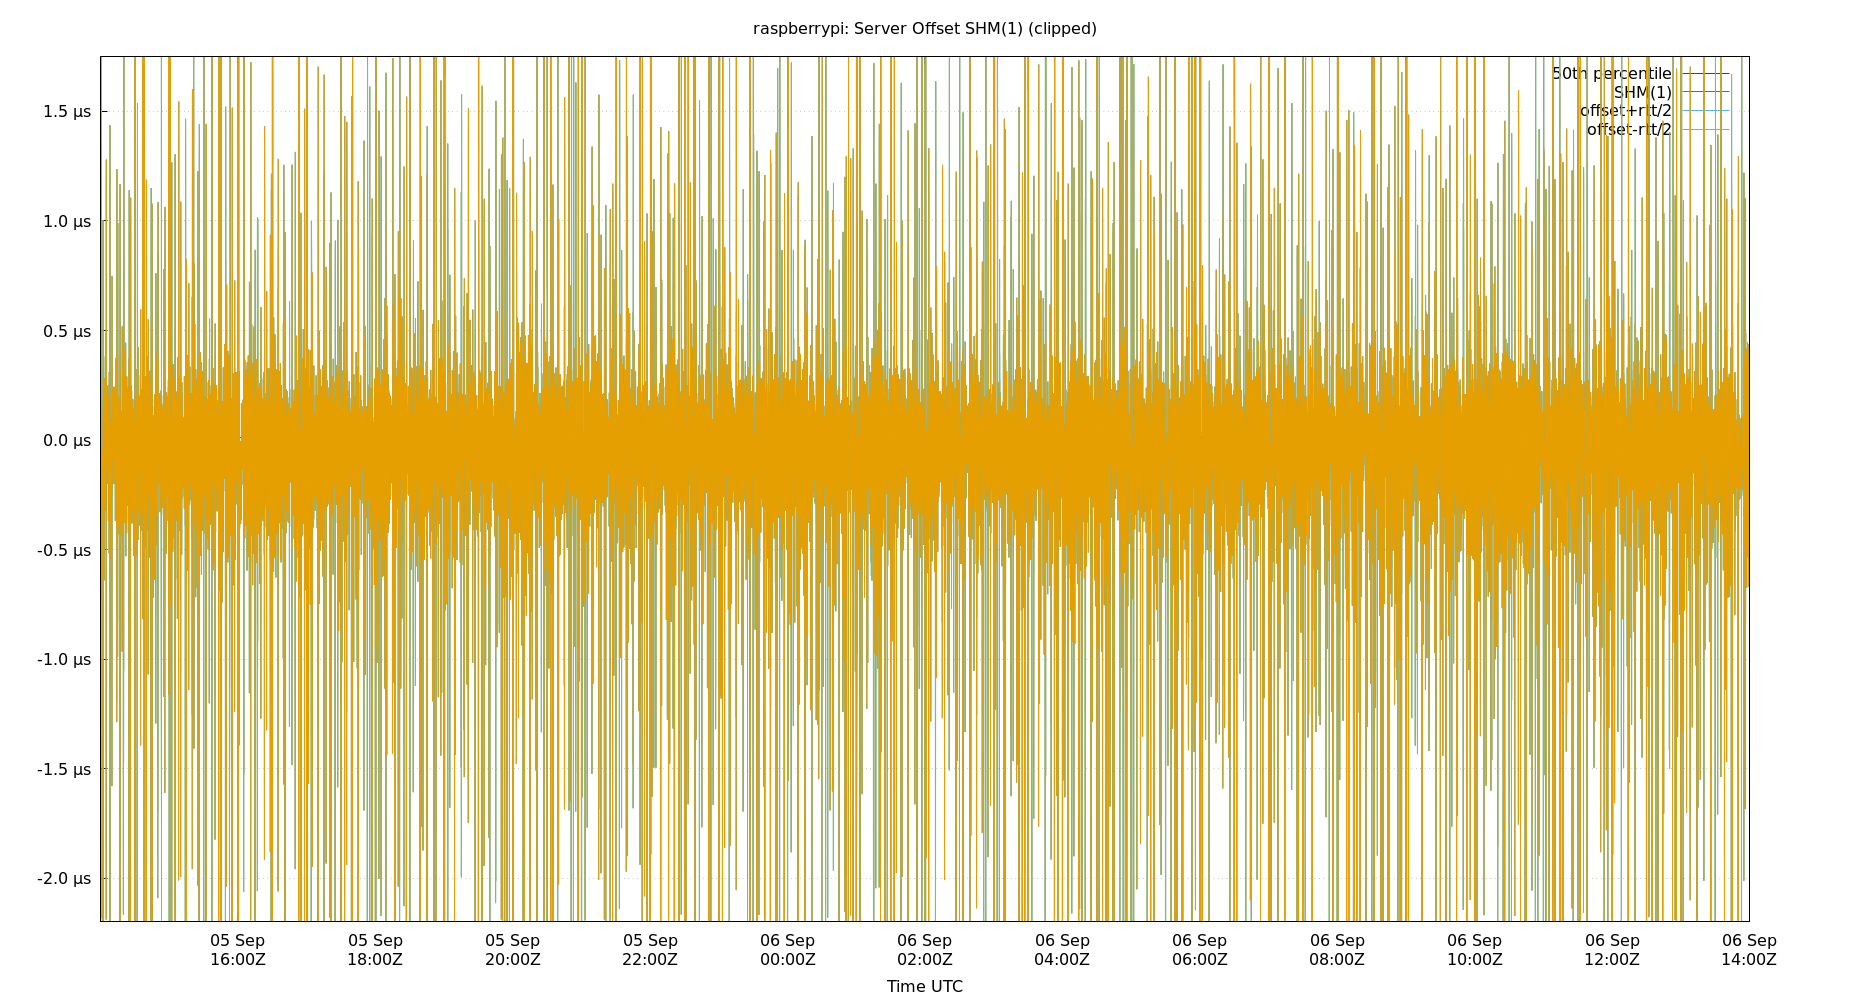 raspberrypi: Server Offset SHM(1) (clipped)
50th percentile
SHM(1)
offset+rtt/2
offset-rtt/2
1.5 µs
1.0 µs
0.5 µs
0.0 µs
-0.5 µs
-1.0 µs
-1.5 µs
-2.0 µs
05 Sep 05 Sep 05 Sep 05 Sep 06 Sep 06 Sep 06 Sep 06 Sep 06 Sep 06 Sep 06 Sep 06 Sep
16:00Z 18:00Z 20:00Z 22:00Z 00:00Z 02:00Z 04:00Z 06:00Z 08:00Z 10:00Z 12:00Z 14:00Z
Time UTC